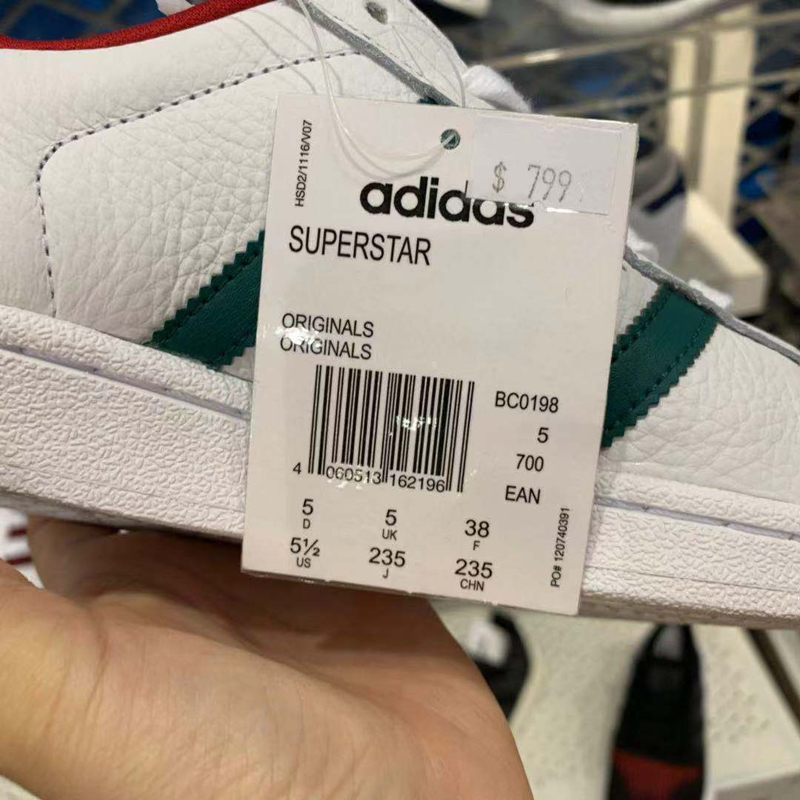 HSD2/1116/V07
$ 799
adidas
SUPERSTAR
ORIGINALS
ORIGINALS
BC0198
5
700
EAN
4 060513 162196
5 5 38
D UK F
5½ 235 235
US J CHN
PO# 120740391